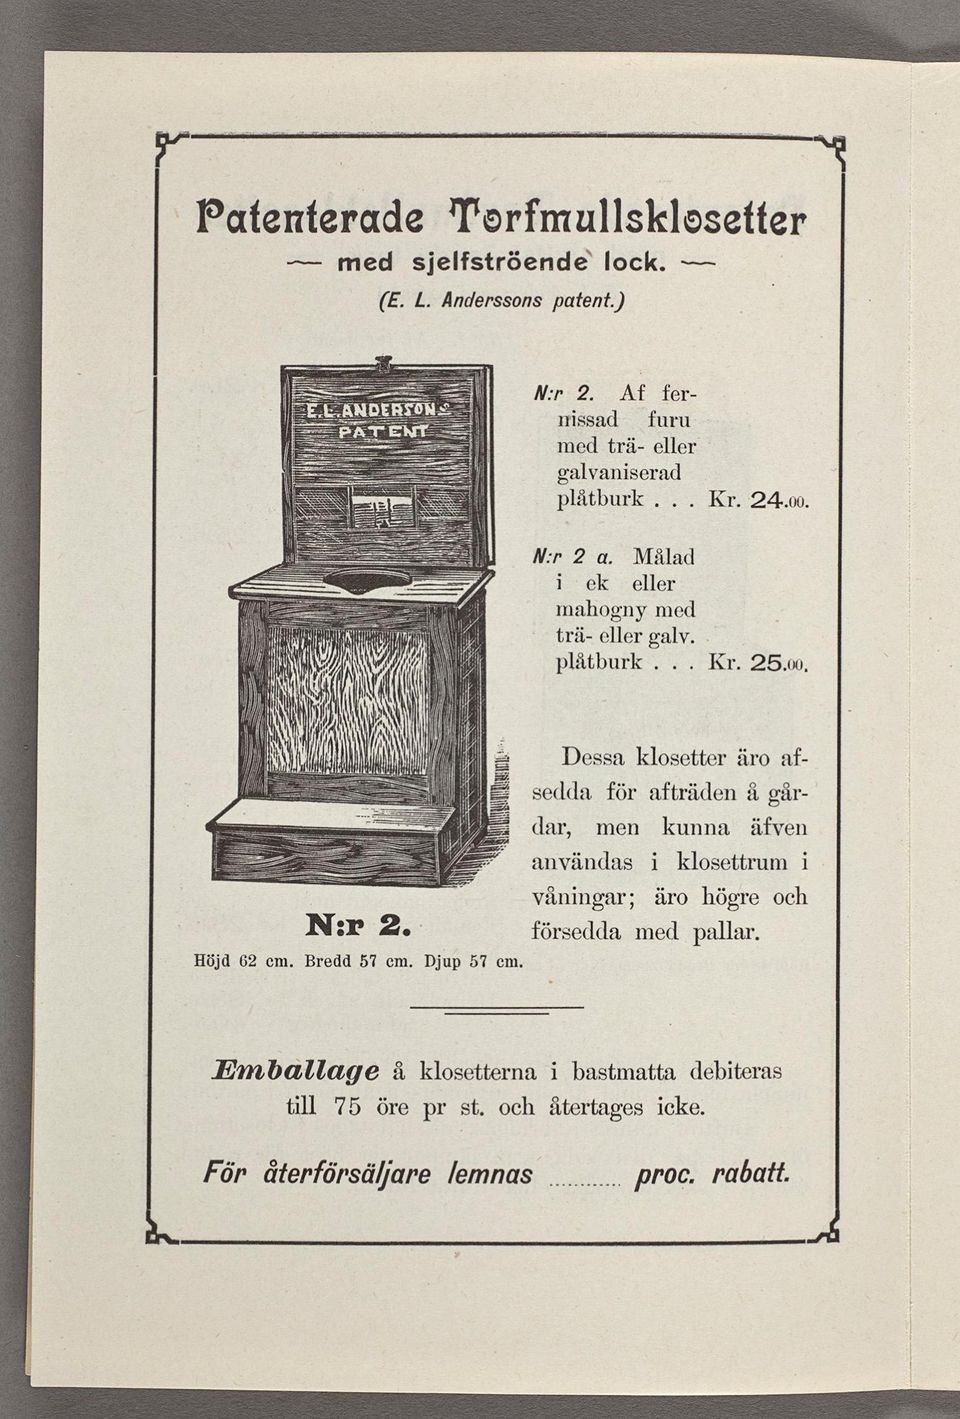 Patenterade Torfmullsklosetter
— med sjelfströende lock. —
(E. L. Anderssons patent.)
E.L.ANDERSONS
PATENT
N:r 2. Af fer-
nissad furu
med trä- eller
galvaniserad
plåtburk . . . Kr. 24.00.
N:r 2 a. Målad
i ek eller
mahogny med
trä- eller galv.
plåtburk . . . Kr. 25.00.
Dessa klosetter äro af-
sedda för afträden å går-
dar, men kunna äfven
användas i klosettrum i
våningar; äro högre och
försedda med pallar.
N:r 2.
Höjd 62 cm. Bredd 57 cm. Djup 57 cm.
Emballage å klosetterna i bastmatta debiteras
till 75 öre pr st. och återtages icke.
För återförsäljare lemnas ............ proc. rabatt.